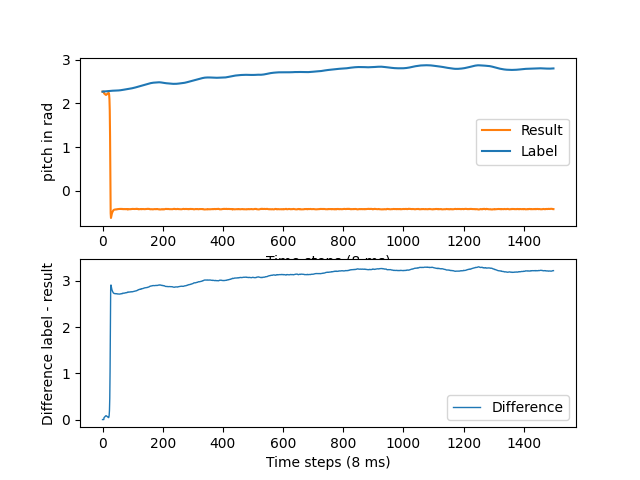 3
2
1
0
pitch in rad
Result
Label
0 200 400 600 800 1000 1200 1400
Time steps (8 ms)
3
2
1
0
Difference label - result
Difference
0 200 400 600 800 1000 1200 1400
Time steps (8 ms)